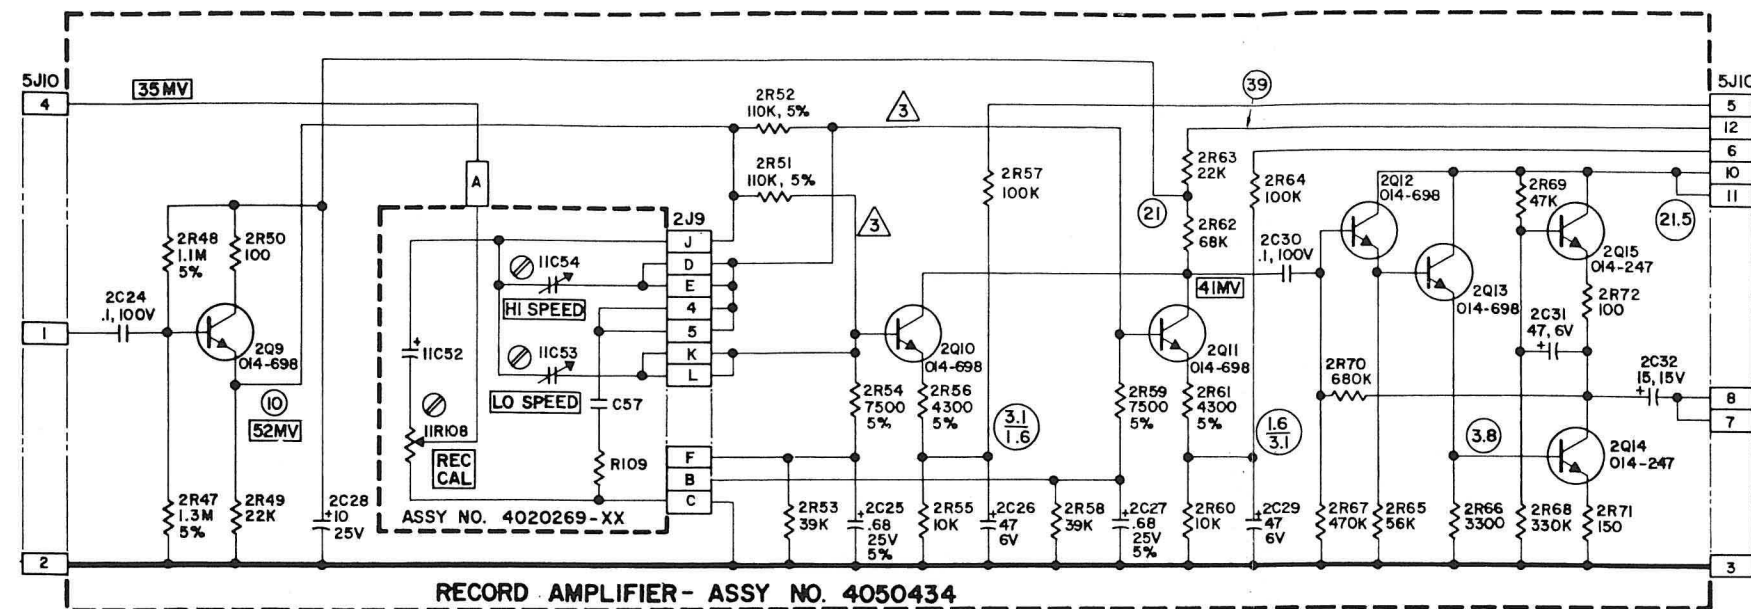 5J10
4
1
2
35MV
2C24
.1, 100V
2R48
1.1M
5%
2R50
100
2Q9
014-698
10
52MV
2R47
1.3M
5%
2R49
22K
2C28
+
10
25V
A
11C54
HI SPEED
+
11C52
11C53
LO SPEED
11R108
REC
CAL
C57
R109
ASSY NO. 4020269-XX
2J9
J
D
E
4
5
K
L
F
B
C
2R52
110K, 5%
2R51
110K, 5%
3
3
2R53
39K
2R54
7500
5%
+
2C25
.68
25V
5%
2Q10
014-698
2R56
4300
5%
2R55
10K
2R57
100K
3.1
1.6
+
2C26
47
6V
2R58
39K
2R59
7500
5%
+
2C27
.68
25V
5%
2Q11
014-698
2R61
4300
5%
2R60
10K
21
39
2R63
22K
2R62
68K
41MV
2R64
100K
1.6
3.1
+
2C29
47
6V
2C30
.1, 100V
2Q12
014-698
2Q13
014-698
2R70
680K
2R67
470K
2R65
56K
3.8
2R66
3300
2R69
47K
2Q15
014-247
2R72
100
2C31
47, 6V
+
2C32
15, 15V
+
2Q14
014-247
2R68
330K
2R71
150
21.5
5J10
5
12
6
10
11
8
7
3
RECORD AMPLIFIER- ASSY NO. 4050434